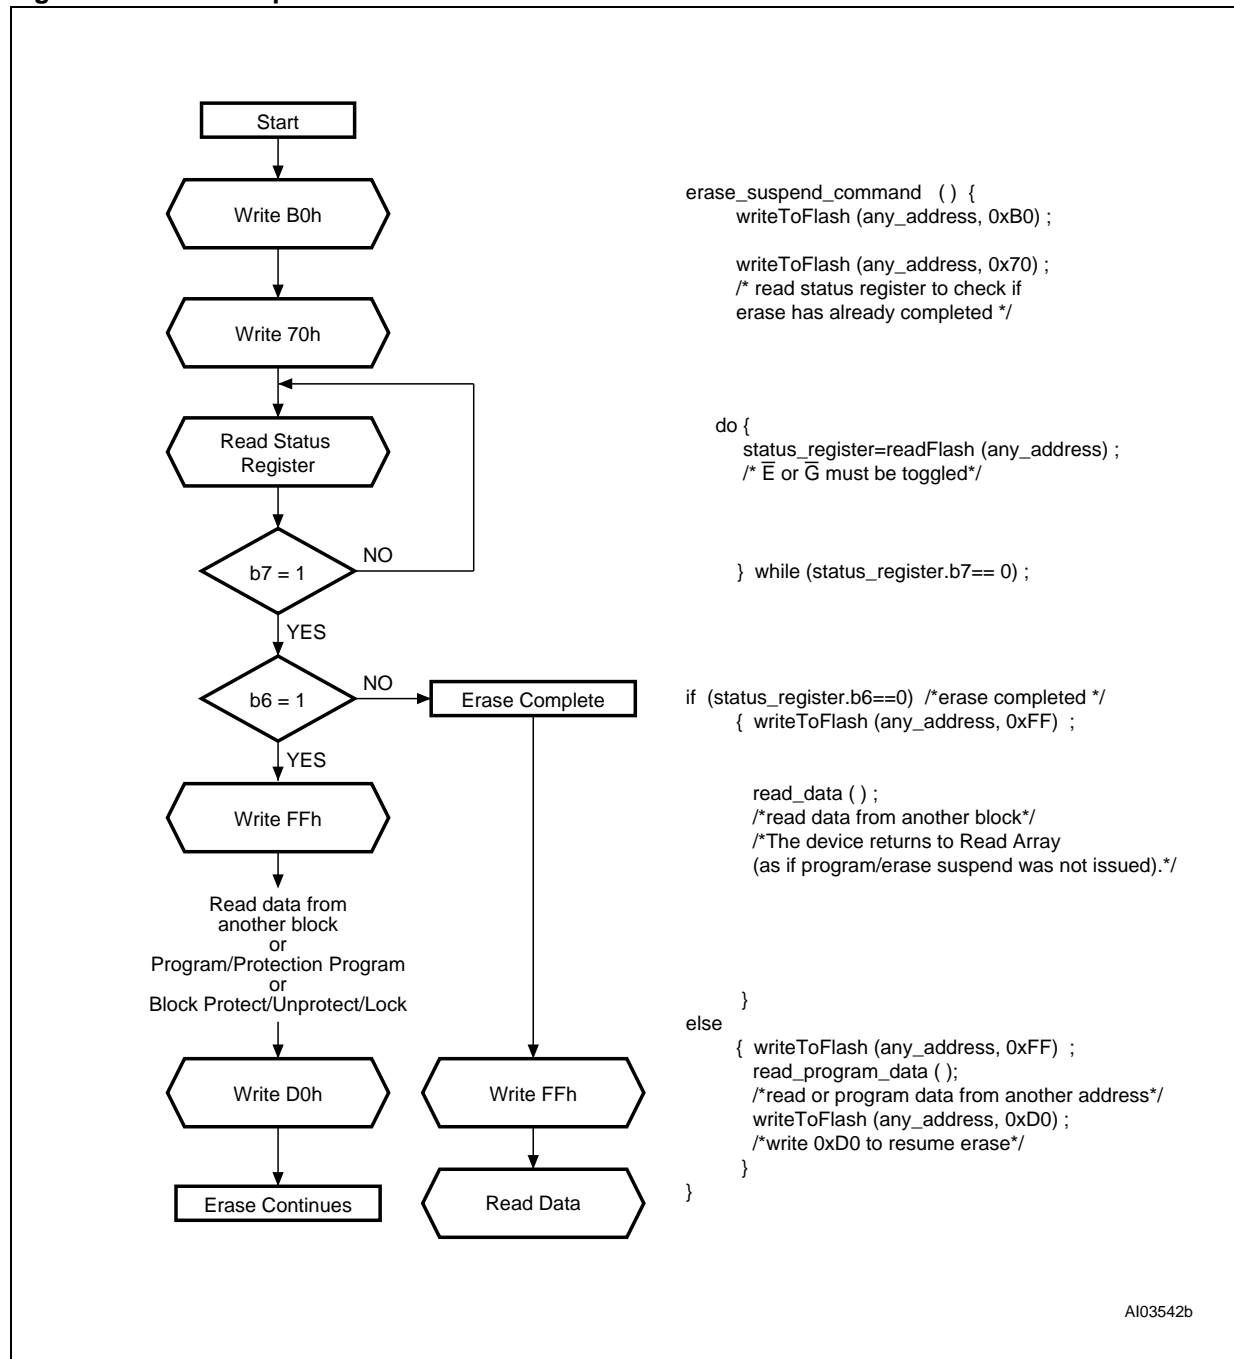 Start
Write B0h
Write 70h
Read Status
Register
b7 = 1
NO
YES
b6 = 1
NO
Erase Complete
YES
Write FFh
Read data from
another block
or
Program/Protection Program
or
Block Protect/Unprotect/Lock
Write D0h
Write FFh
Erase Continues
Read Data
erase_suspend_command ( ) {
writeToFlash (any_address, 0xB0) ;
writeToFlash (any_address, 0x70) ;
/* read status register to check if
erase has already completed */
do {
status_register=readFlash (any_address) ;
/* E̅ or G̅ must be toggled*/
} while (status_register.b7== 0) ;
if (status_register.b6==0) /*erase completed */
{ writeToFlash (any_address, 0xFF) ;
read_data ( ) ;
/*read data from another block*/
/*The device returns to Read Array
(as if program/erase suspend was not issued).*/
}
else
{ writeToFlash (any_address, 0xFF) ;
read_program_data ( );
/*read or program data from another address*/
writeToFlash (any_address, 0xD0) ;
/*write 0xD0 to resume erase*/
}
}
AI03542b